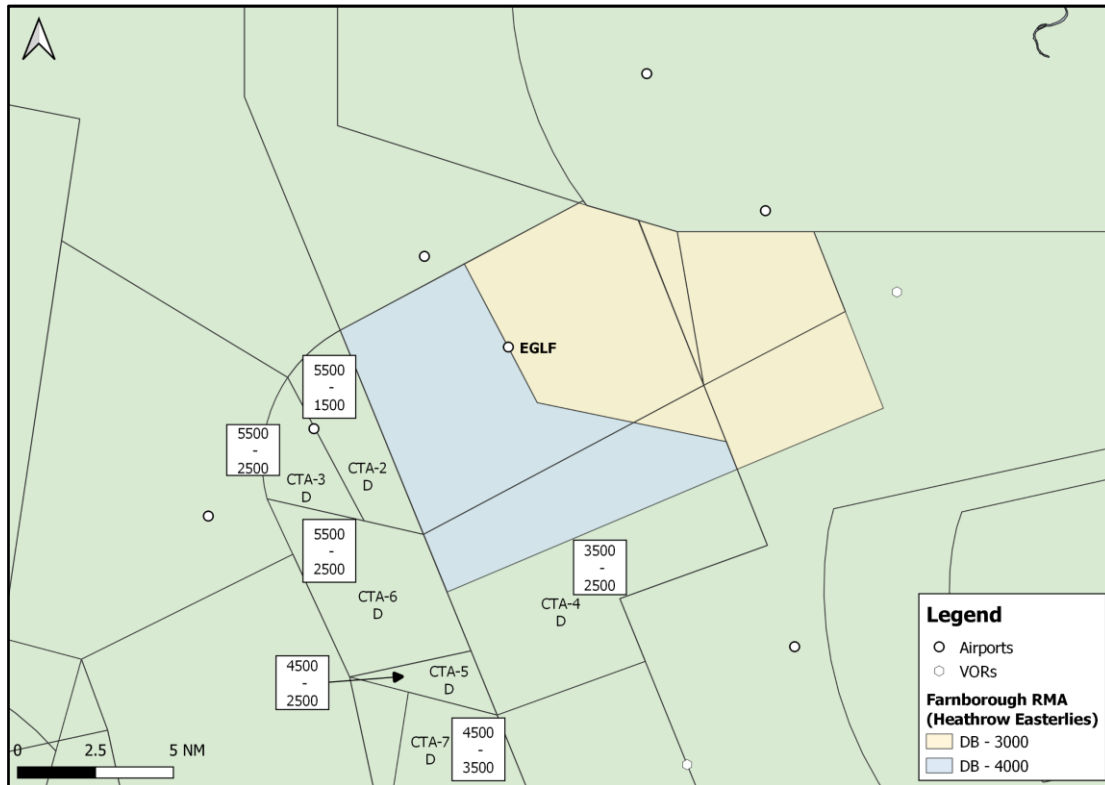 EGLF
5500
-
1500
5500
-
2500
CTA-2
D
CTA-3
D
5500
-
2500
3500
-
2500
CTA-6
D
CTA-4
D
4500
-
2500
CTA-5
D
CTA-7
D
4500
-
3500
0 2.5 5 NM
Legend
Airports
VORs
Farnborough RMA
(Heathrow Easterlies)
DB - 3000
DB - 4000